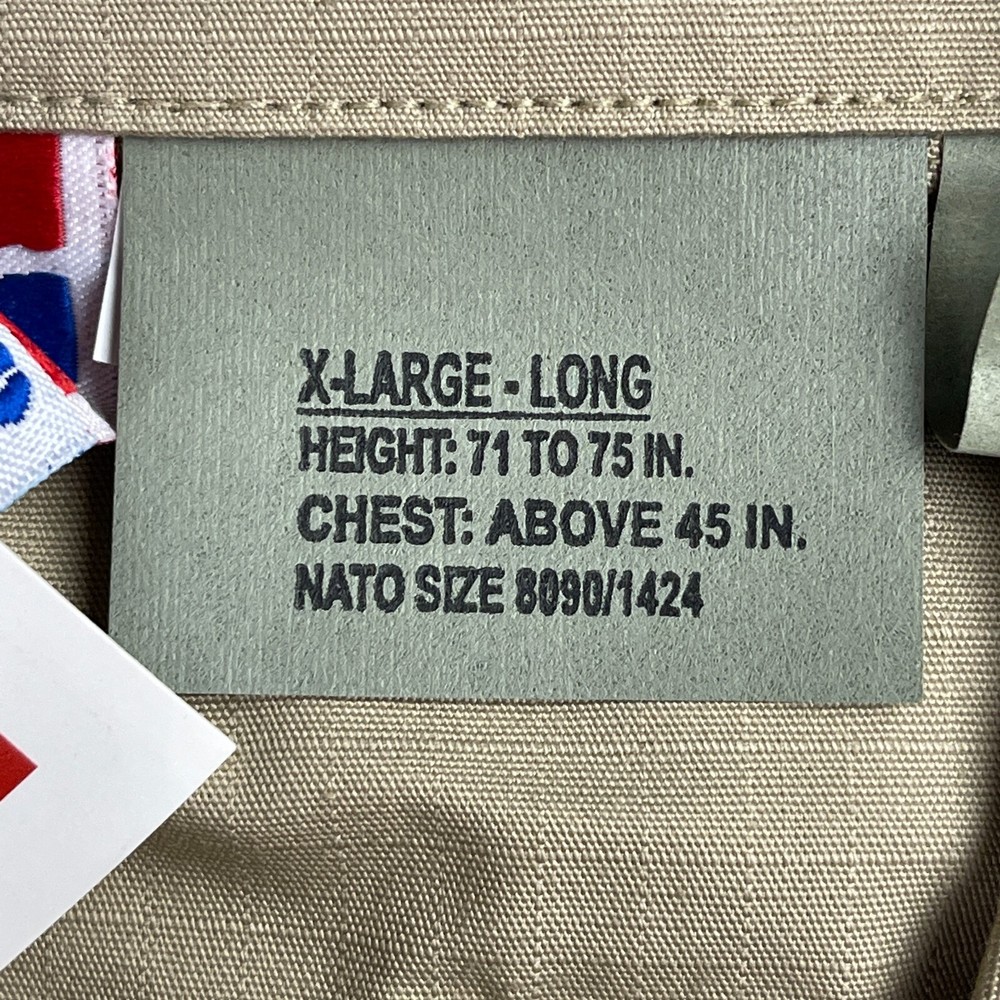 X-LARGE - LONG
HEIGHT: 71 TO 75 IN.
CHEST: ABOVE 45 IN.
NATO SIZE 8090/1424